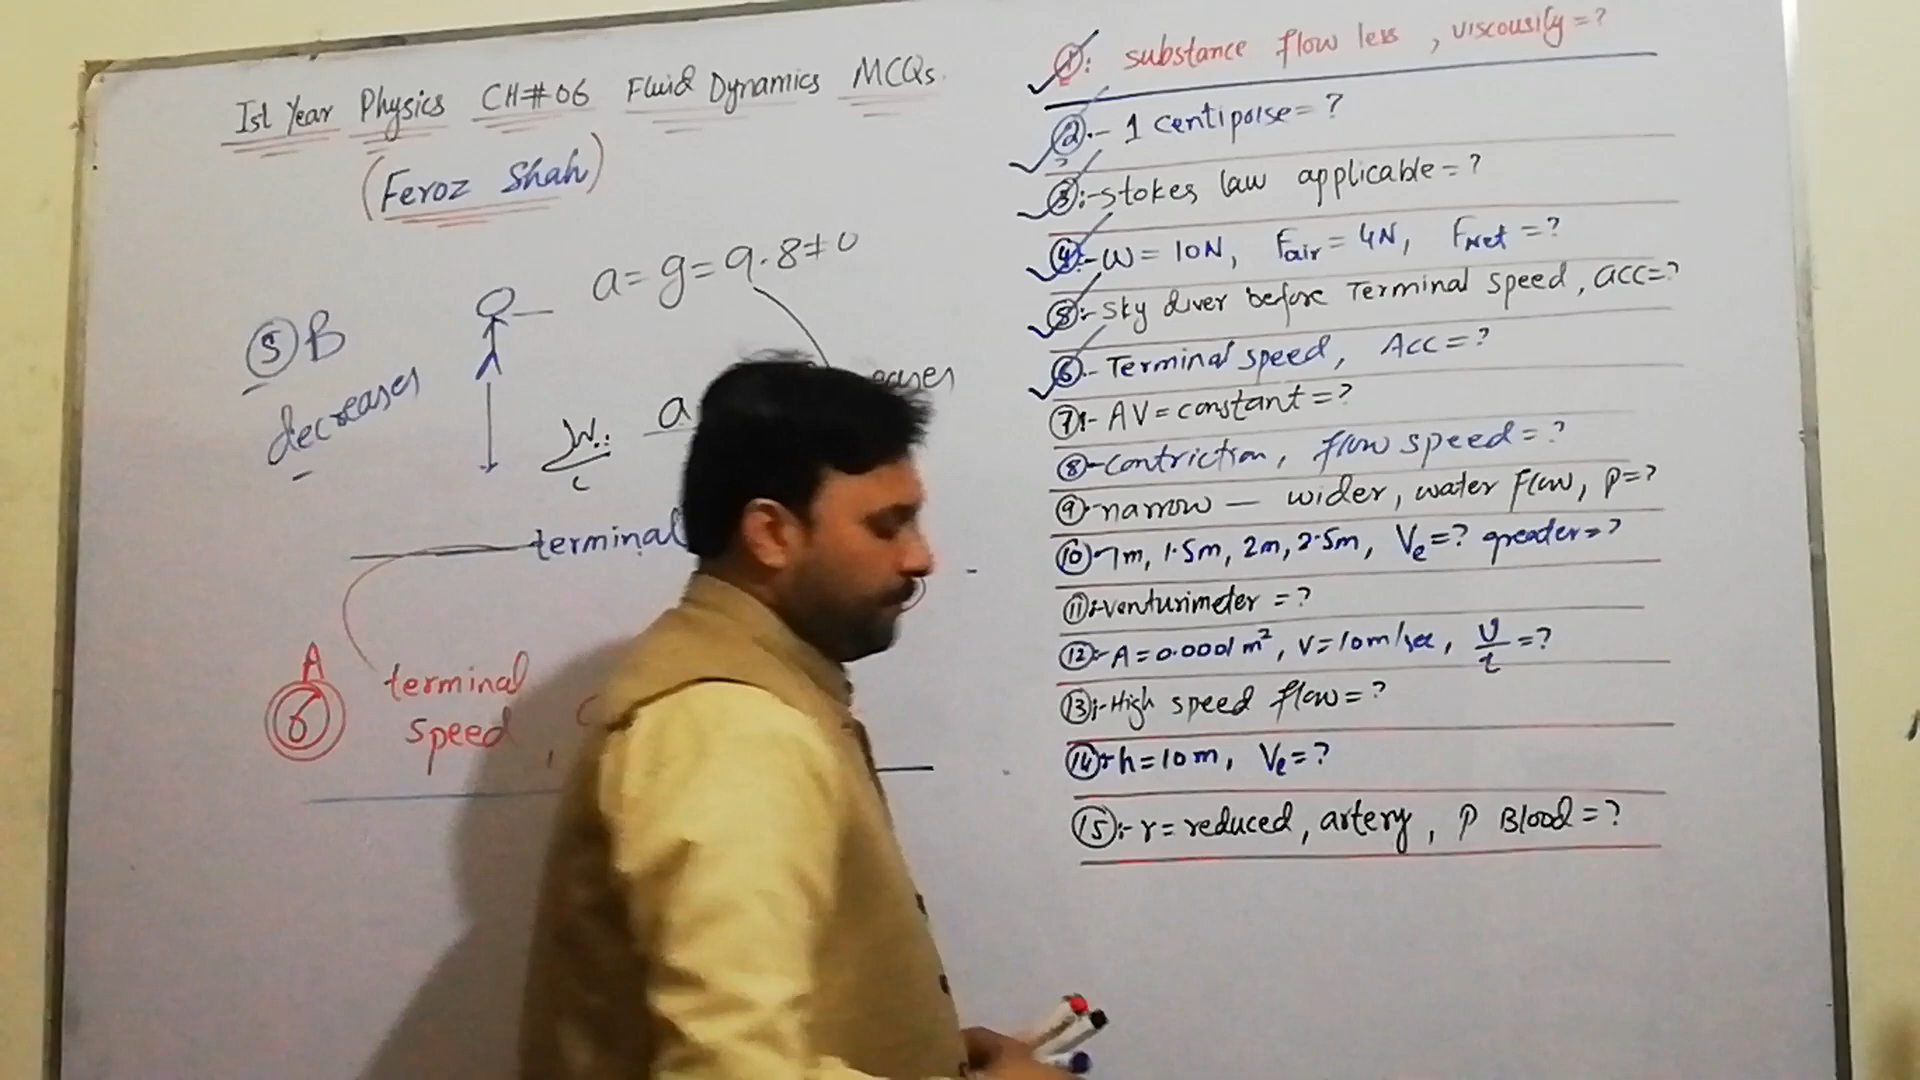 Ist Year Physics CH#06 Fluid Dynamics MCQs.
(Feroz Shah)
a = g = 9.8 ≠ 0
⑤ B
decreases
a
terminal
A
⑥ terminal
speed,
①: substance flow less, viscousity = ?
②:- 1 centipoise = ?
③:- stokes law applicable = ?
④:- W = 10N, Fair = 4N, FNet = ?
⑤:- Sky diver before Terminal speed, acc = ?
⑥:- Terminal speed, Acc = ?
⑦:- AV = constant = ?
⑧:- contriction, flow speed = ?
⑨:- narrow — wider, water flow, P = ?
⑩:- 1m, 1.5m, 2m, 2.5m, Ve = ? greater = ?
⑪:- venturimeter = ?
⑫:- A = 0.0001 m², V = 10 m/sec, V/t = ?
⑬:- High speed flow = ?
⑭:- h = 10m, Ve = ?
⑮:- r = reduced, artery, P Blood = ?